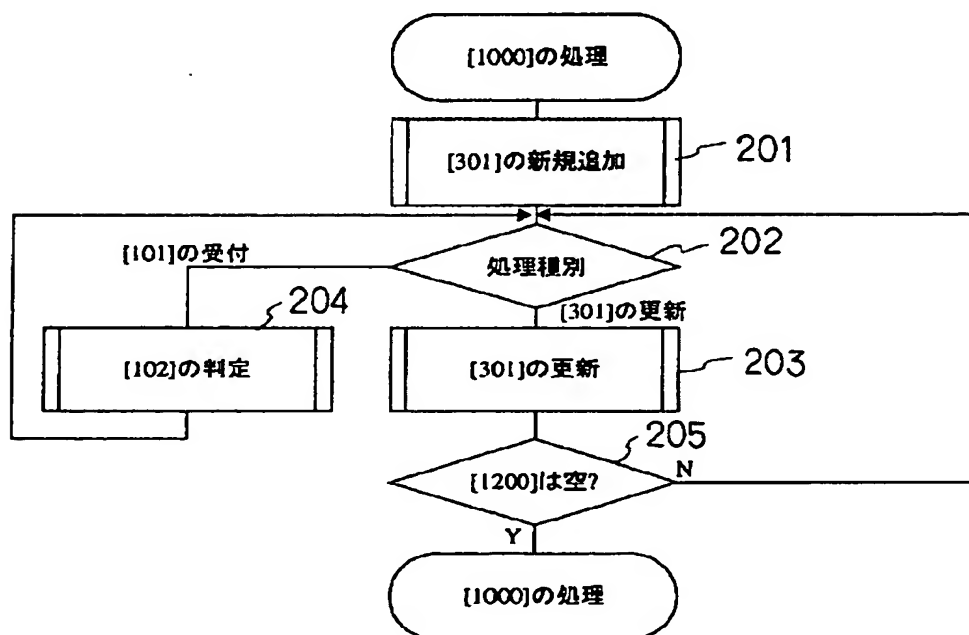 [1000]の処理
[301]の新規追加
201
処理種別
202
[101]の受付
[301]の更新
204
[102]の判定
[301]の更新
203
205
[1200]は空?
N
Y
[1000]の処理